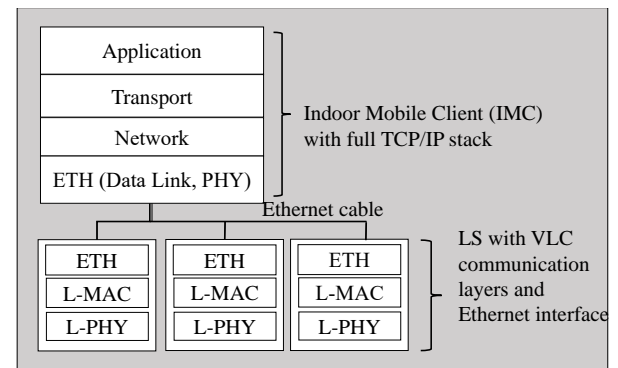 Application
Transport
Network
ETH (Data Link, PHY)
Indoor Mobile Client (IMC)
with full TCP/IP stack
Ethernet cable
ETH
L-MAC
L-PHY
ETH
L-MAC
L-PHY
ETH
L-MAC
L-PHY
LS with VLC
communication
layers and
Ethernet interface